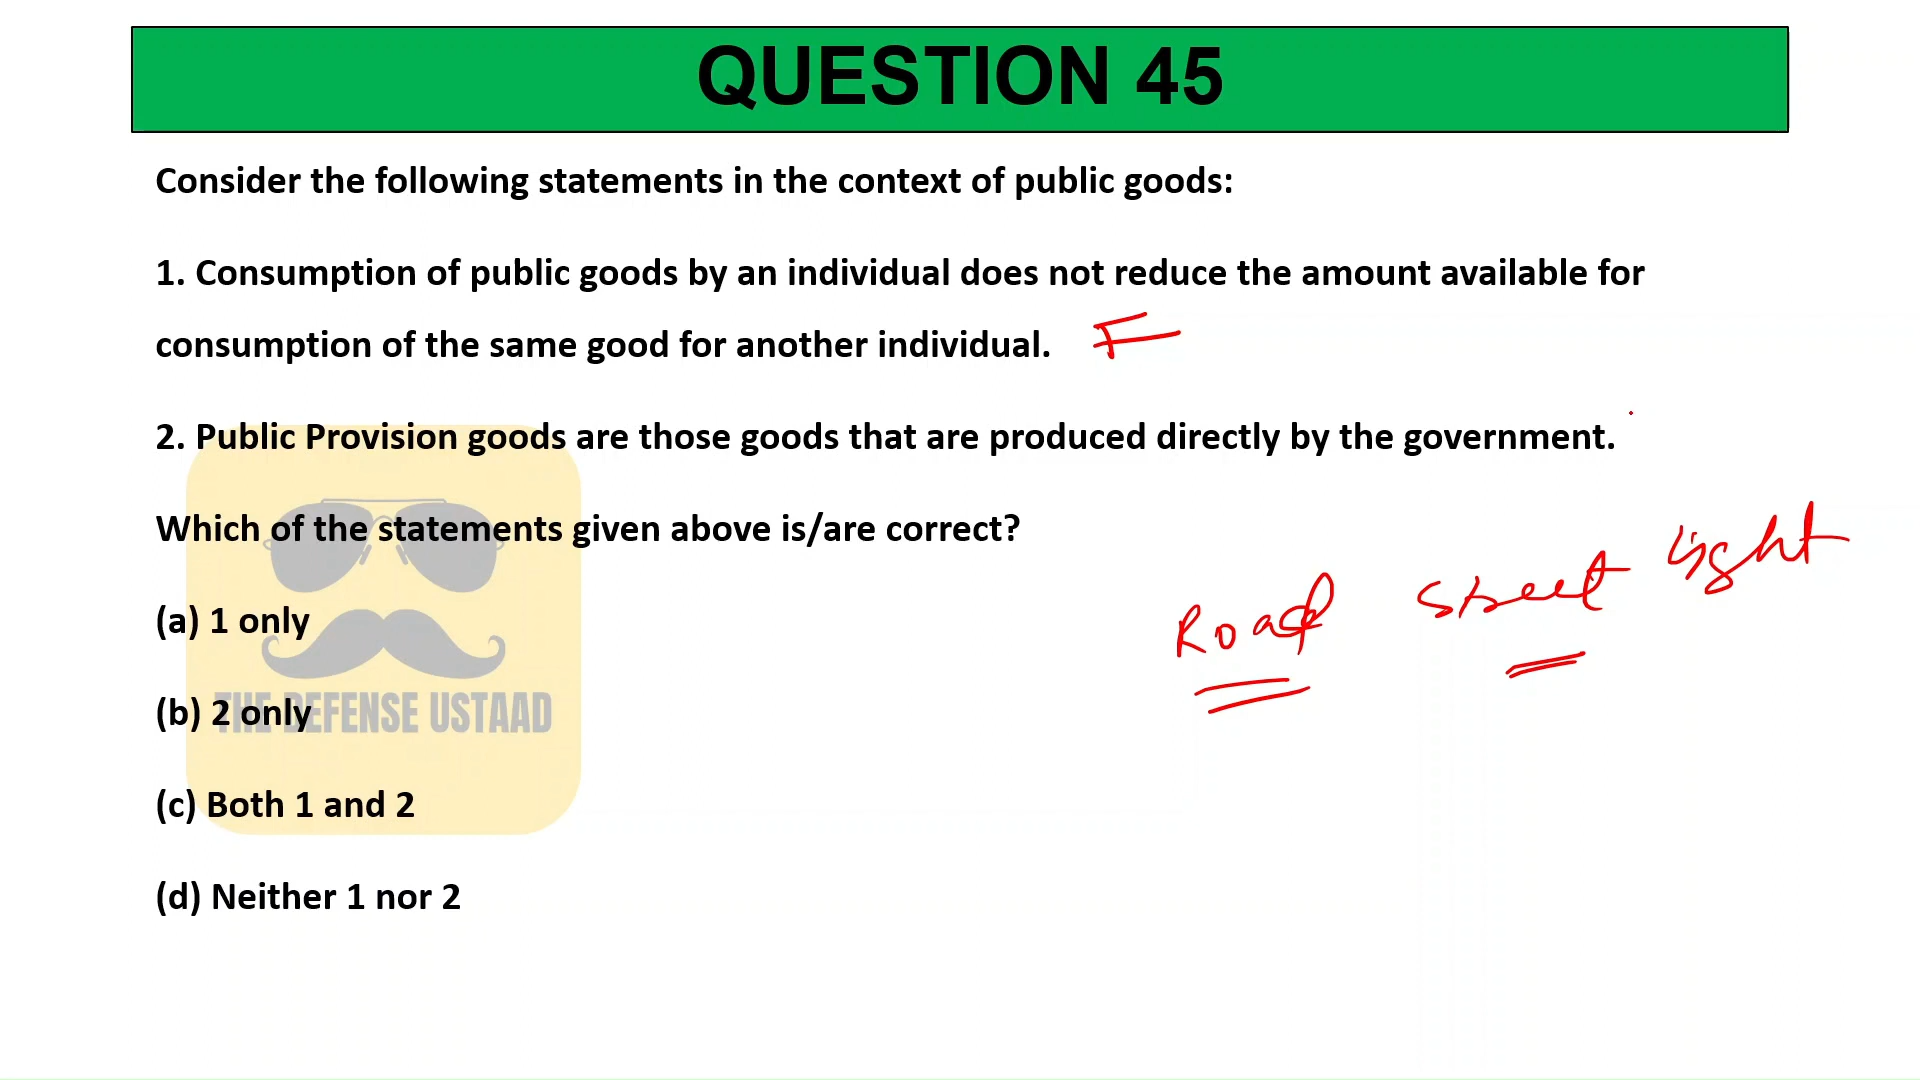 QUESTION 45
Consider the following statements in the context of public goods:
1. Consumption of public goods by an individual does not reduce the amount available for
consumption of the same good for another individual.
F
2. Public Provision goods are those goods that are produced directly by the government.
Which of the statements given above is/are correct?
Road street light
(a) 1 only
(b) 2 only
THE DEFENSE USTAAD
(c) Both 1 and 2
(d) Neither 1 nor 2